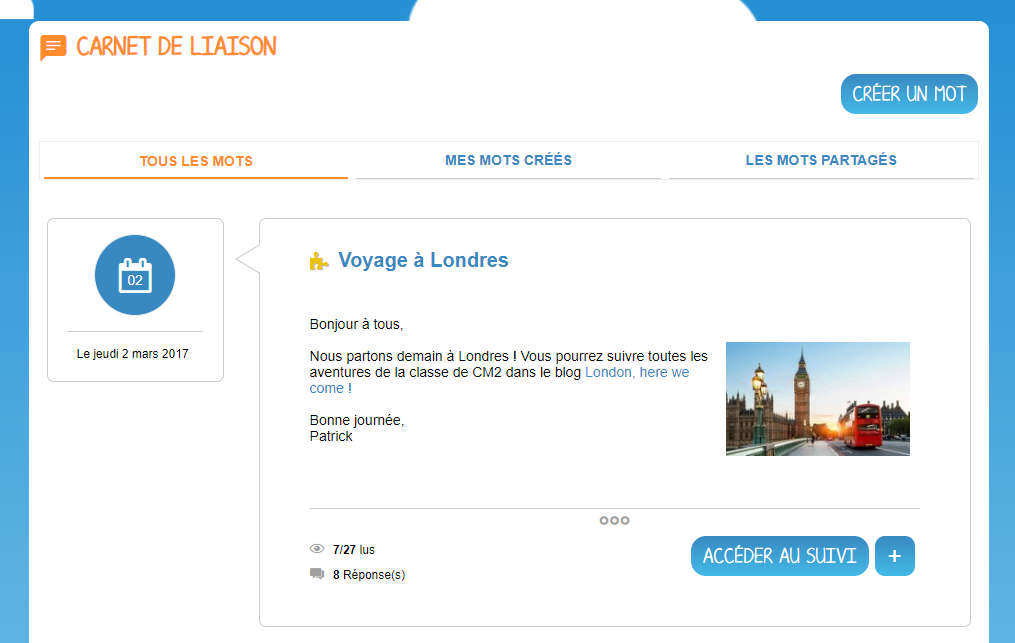 CARNET DE LIAISON
CRÉER UN MOT
TOUS LES MOTS
MES MOTS CRÉÉS
LES MOTS PARTAGÉS
02
Le jeudi 2 mars 2017
Voyage à Londres
Bonjour à tous,
Nous partons demain à Londres ! Vous pourrez suivre toutes les
aventures de la classe de CM2 dans le blog London, here we
come !
Bonne journée,
Patrick
7/27 lus
8 Réponse(s)
ACCÉDER AU SUIVI
+